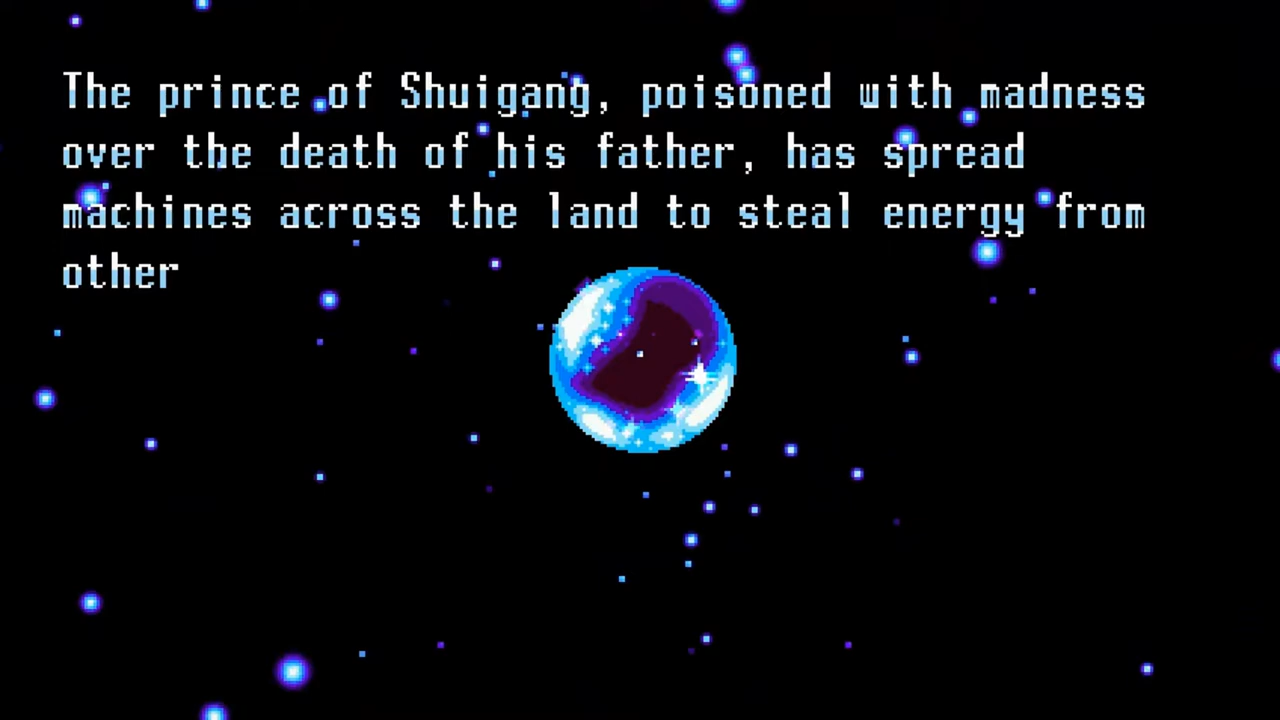 The prince of Shuigang, poisoned with madness
over the death of his father, has spread
machines across the land to steal energy from
other